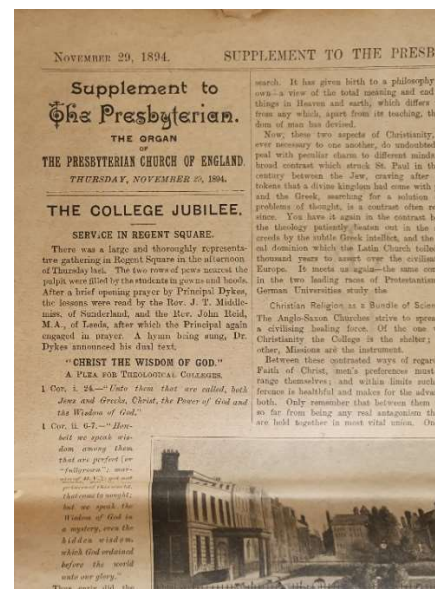 NOVEMBER 29, 1894.
SUPPLEMENT TO THE PRESB
Supplement to
The Presbyterian.
THE ORGAN
OF
THE PRESBYTERIAN CHURCH OF ENGLAND.
THURSDAY, NOVEMBER 29, 1894.
THE COLLEGE JUBILEE.
SERVICE IN REGENT SQUARE.
There was a large and thoroughly representa-
tive gathering in Regent Square in the afternoon
of Thursday last. The two rows of pews nearest the
pulpit were filled by the students in gowns and hoods.
After a brief opening prayer by Principal Dykes,
the lessons were read by the Rev. J. T. Middle-
miss, of Sunderland, and the Rev. John Reid,
M.A., of Leeds, after which the Principal again
engaged in prayer. A hymn being sung, Dr.
Dykes announced his dual text,
"CHRIST THE WISDOM OF GOD."
A PLEA FOR THEOLOGICAL COLLEGES.
1 Cor. i. 24.—"Unto them that are called, both
Jews and Greeks, Christ, the Power of God and
the Wisdom of God."
1 Cor. ii. 6-7.—"How-
beit we speak wis-
dom among them
that are perfect (or
"fullgrown");
that come to nought;
but we speak the
Wisdom of God in
a mystery, even the
hidden wisdom,
which God ordained
before the world
unto our glory."
search. It has given birth to a philosophy
own—a view of the total meaning and end
things in Heaven and earth, which differs
from any which, apart from its teaching, th
dom of man has devised.
Now, these two aspects of Christianity,
ever necessary to one another, do undoubted
peal with peculiar charm to different minds
broad contrast which struck St. Paul in th
century between the Jew, craving after
tokens that a divine kingdom had come with
and the Greek, searching for a solution
problems of thought, is a contrast often re
since. You have it again in the contrast b
the theology patiently beaten out in the
creeds by the subtle Greek intellect, and the
al dominion which the Latin Church toiled
thousand years to assert over the civilise
Europe. It meets us again—the same con
in the two leading races of Protestantism
German Universities study the
Christian Religion as a Bundle of Scien
The Anglo-Saxon Churches strive to sprea
a civilising healing force. Of the one
Christianity the College is the shelter;
other, Missions are the instrument.
Between these contrasted ways of regard
Faith of Christ, men's preferences must
range themselves; and within limits such
ference is healthful and makes for the advan
both. Only remember that between them
so far from being any real antagonism th
are held together in most vital union. On